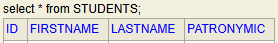 select * from STUDENTS;
ID FIRSTNAME LASTNAME PATRONYMIC